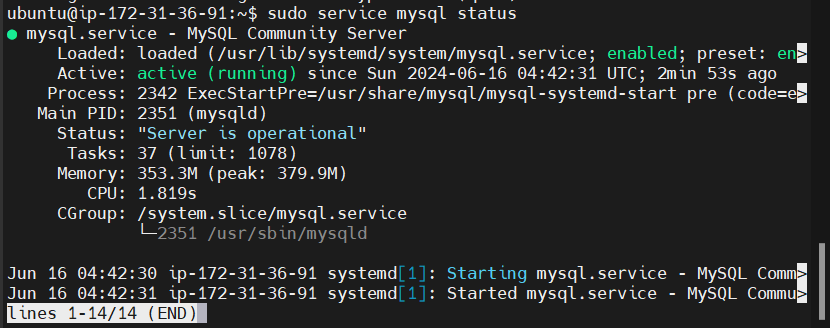 ubuntu@ip-172-31-36-91:~$ sudo service mysql status
● mysql.service - MySQL Community Server
     Loaded: loaded (/usr/lib/systemd/system/mysql.service; enabled; preset: en>
     Active: active (running) since Sun 2024-06-16 04:42:31 UTC; 2min 53s ago
    Process: 2342 ExecStartPre=/usr/share/mysql/mysql-systemd-start pre (code=e>
   Main PID: 2351 (mysqld)
     Status: "Server is operational"
      Tasks: 37 (limit: 1078)
     Memory: 353.3M (peak: 379.9M)
        CPU: 1.819s
     CGroup: /system.slice/mysql.service
             └─2351 /usr/sbin/mysqld
Jun 16 04:42:30 ip-172-31-36-91 systemd[1]: Starting mysql.service - MySQL Comm>
Jun 16 04:42:31 ip-172-31-36-91 systemd[1]: Started mysql.service - MySQL Commu>
lines 1-14/14 (END)